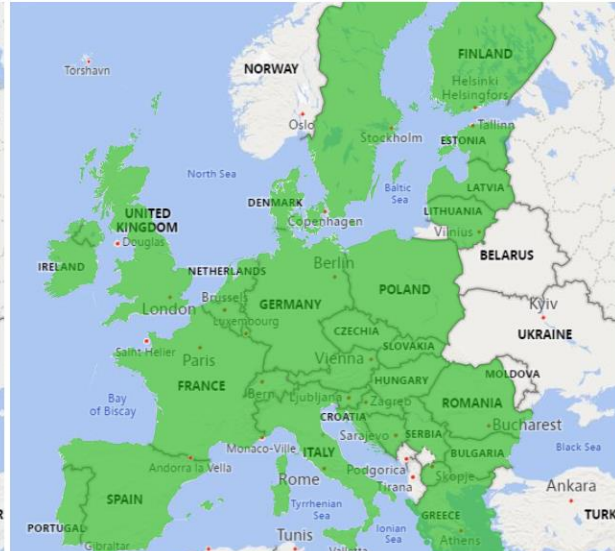 FINLAND
Torshavn
NORWAY
Helsinki
Helsingfors
Oslo
Tallinn
Stockholm
ESTONIA
North Sea
Baltic
Sea
LATVIA
DENMARK
UNITED
KINGDOM
Copenhagen
LITHUANIA
Douglas
Vilnius
BELARUS
IRELAND
NETHERLANDS
Berlin
London
Brussels
GERMANY
POLAND
Kyiv
Luxembourg
UKRAINE
CZECHIA
Saint Helier
Paris
Vienna
SLOVAKIA
MOLDOVA
FRANCE
Bern
HUNGARY
Bay
of Biscay
Ljubljana
Zagreb
ROMANIA
CROATIA
Bucharest
Monaco-Ville
ITALY
Sarajevo
SERBIA
Black Sea
Andorra la Vella
BULGARIA
Rome
Podgorica
Skopje
Ankara
SPAIN
Tirana
Tyrrhenian
Sea
PORTUGAL
GREECE
TURK
Ionian
Sea
Tunis
Athens
Gibraltar
Valletta
R